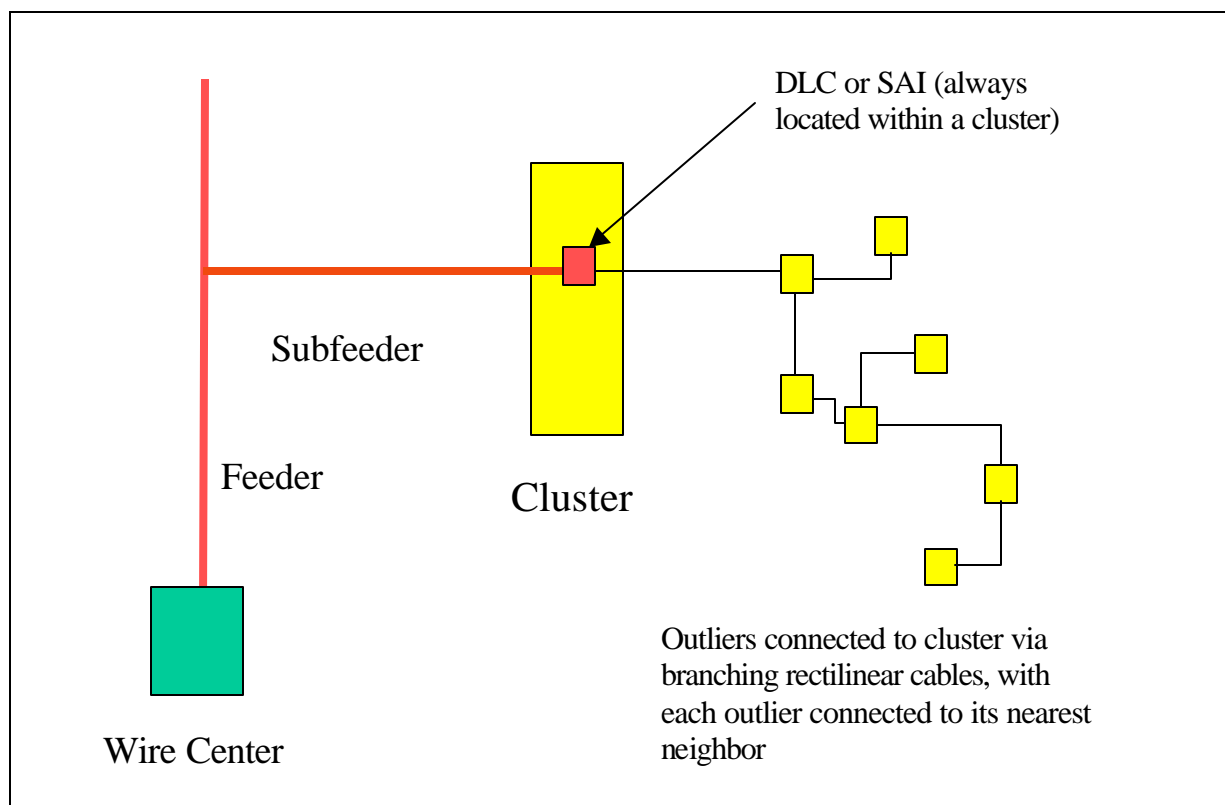 DLC or SAI (always
located within a cluster)
Subfeeder
Feeder
Cluster
Outliers connected to cluster via
branching rectilinear cables, with
each outlier connected to its nearest
neighbor
Wire Center